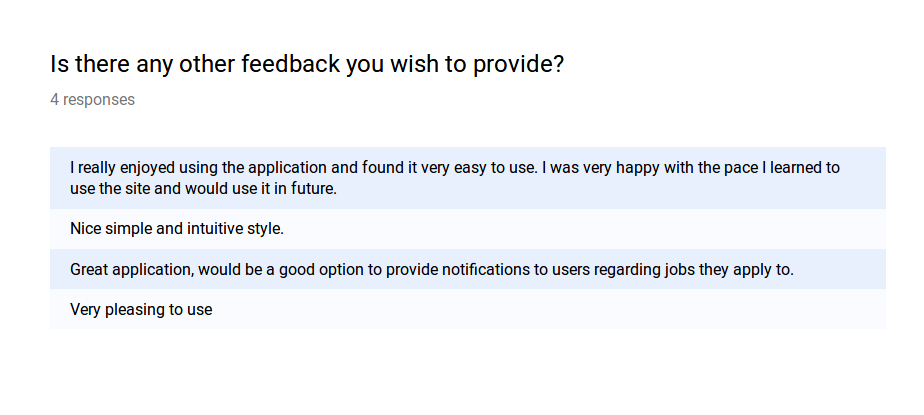 Is there any other feedback you wish to provide?
4 responses
I really enjoyed using the application and found it very easy to use. I was very happy with the pace I learned to
use the site and would use it in future.
Nice simple and intuitive style.
Great application, would be a good option to provide notifications to users regarding jobs they apply to.
Very pleasing to use